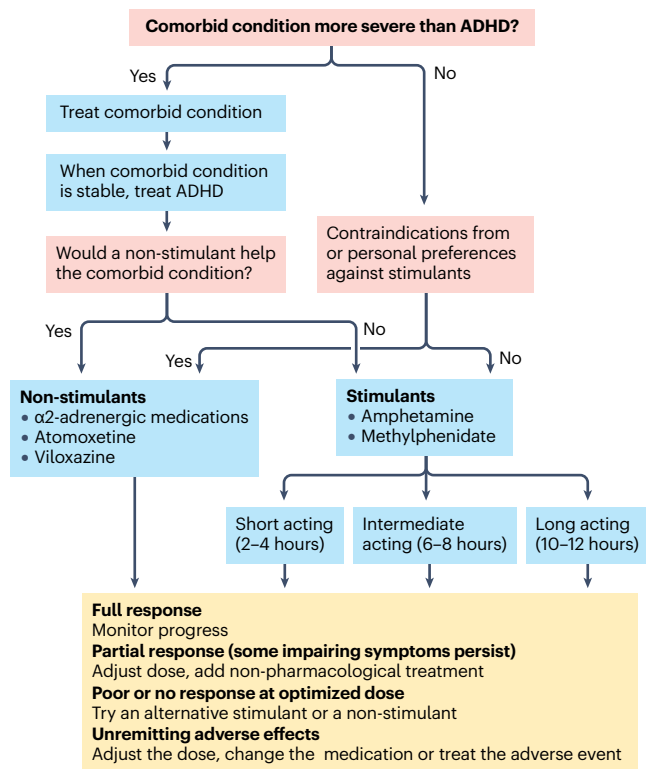 Comorbid condition more severe than ADHD?
Yes
No
Treat comorbid condition
When comorbid condition
is stable, treat ADHD
Would a non-stimulant help
the comorbid condition?
Contraindications from
or personal preferences
against stimulants
Yes
No
Yes
No
Non-stimulants
• α2-adrenergic medications
• Atomoxetine
• Viloxazine
Stimulants
• Amphetamine
• Methylphenidate
Short acting
(2–4 hours)
Intermediate
acting (6–8 hours)
Long acting
(10–12 hours)
Full response
Monitor progress
Partial response (some impairing symptoms persist)
Adjust dose, add non-pharmacological treatment
Poor or no response at optimized dose
Try an alternative stimulant or a non-stimulant
Unremitting adverse effects
Adjust the dose, change the medication or treat the adverse event